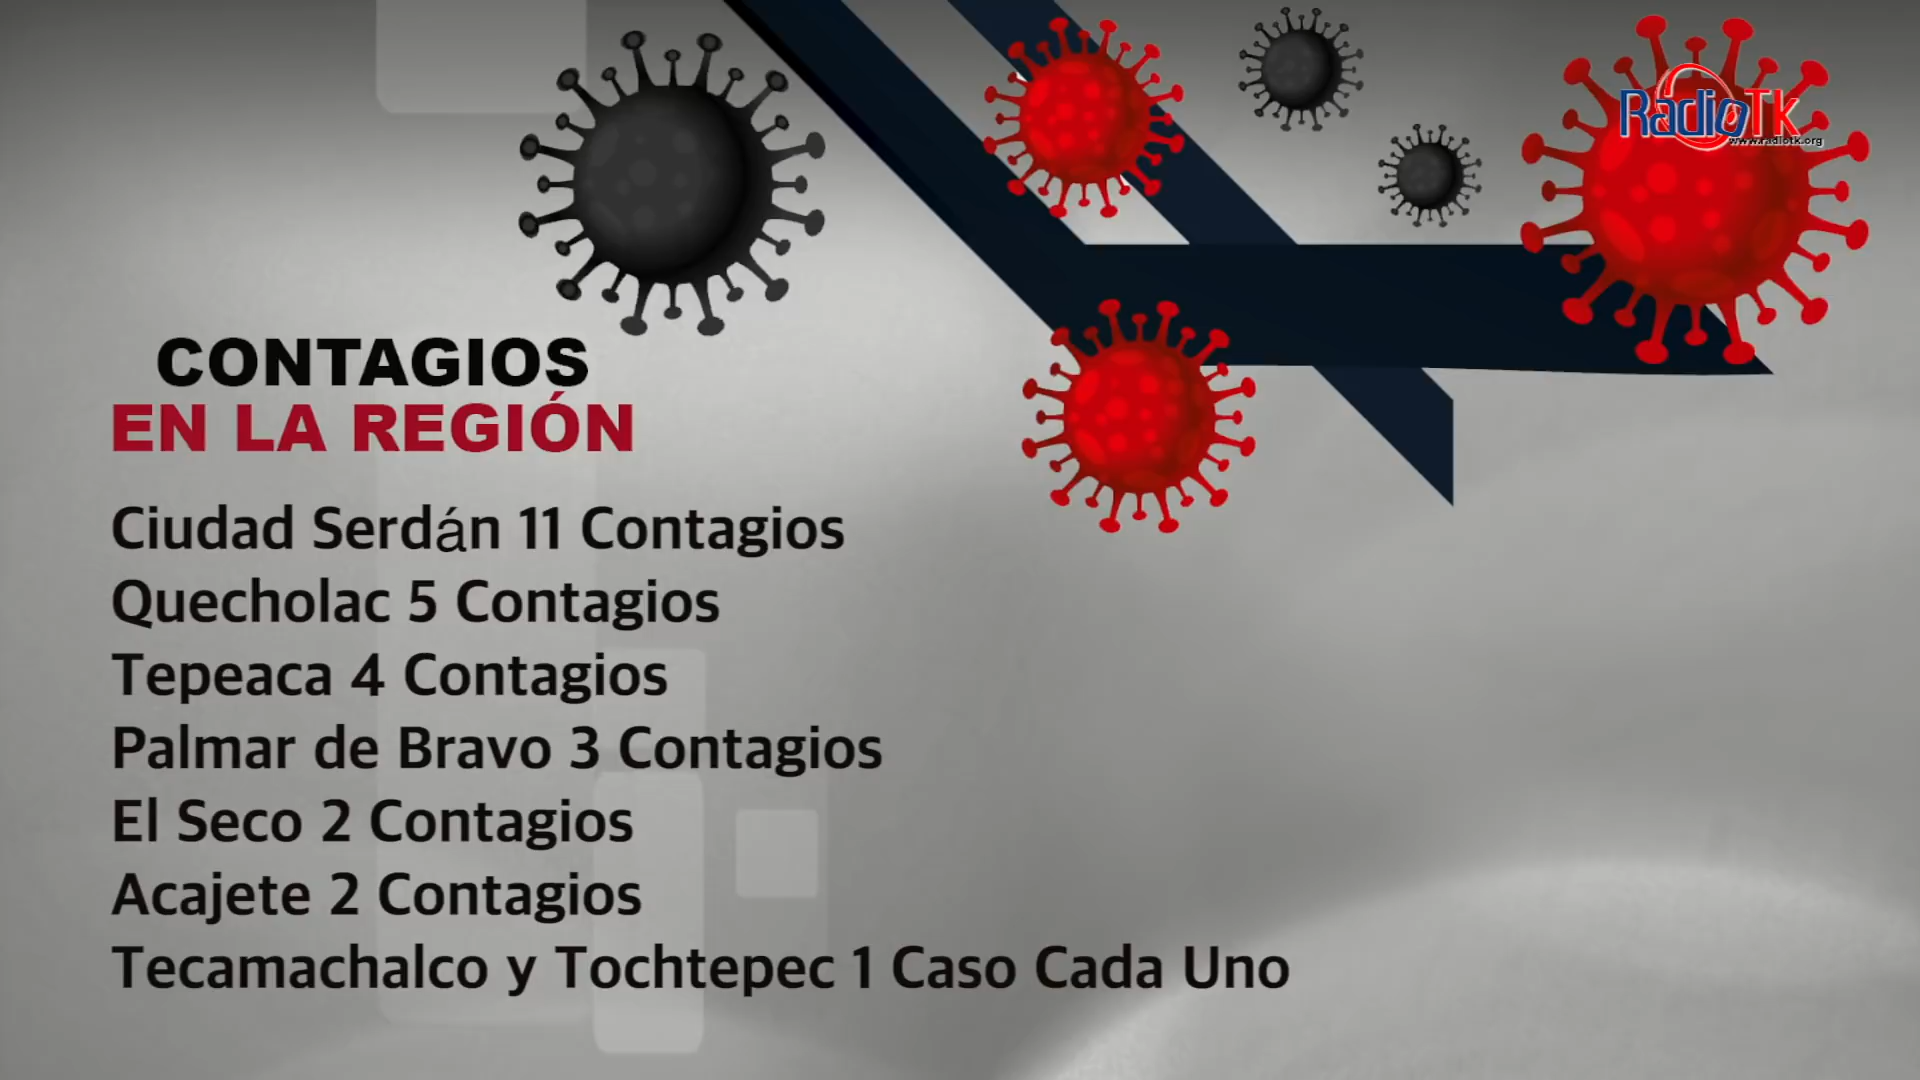 RadioTk
www.radiotk.org
CONTAGIOS
EN LA REGIÓN
Ciudad Serdán 11 Contagios
Quecholac 5 Contagios
Tepeaca 4 Contagios
Palmar de Bravo 3 Contagios
El Seco 2 Contagios
Acajete 2 Contagios
Tecamachalco y Tochtepec 1 Caso Cada Uno